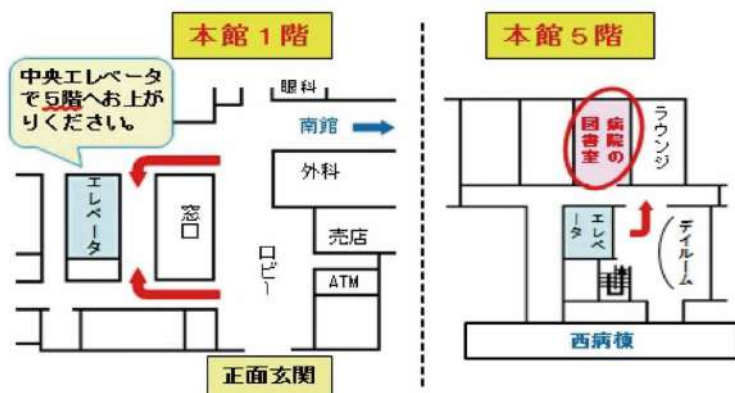 本館1階
中央エレベータ
で5階へお上が
りください。
眼科
南館
外科
エレベータ
窓口
ロビー
売店
ATM
正面玄関
本館5階
病院の
図書室
ラウンジ
エレベ
ータ
デイルーム
西病棟